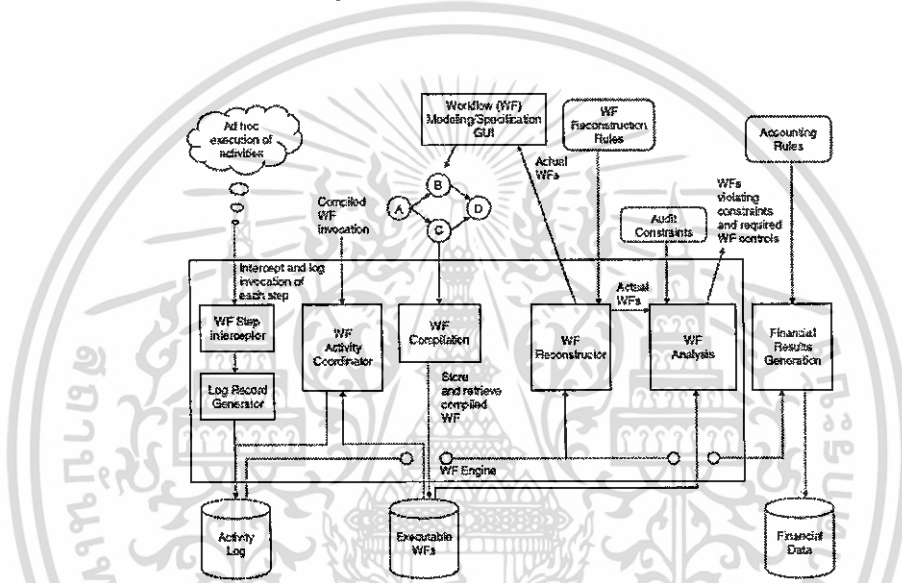 Ad hoc
execution of
activities
Workflow (WF)
Modeling/Specification
GUI
WF
Reconstruction
Rules
Accounting
Rules
Actual
WFs
Compiled
WF
invocation
A
B
C
D
Audit
Constraints
WFs
violating
constraints
and required
WF controls
Intercept and log
invocation of
each step
Actual
WFs
WF Step
Interceptor
WF
Activity
Coordinator
WF
Compilation
WF
Reconstructor
WF
Analysis
Financial
Results
Generation
Log Record
Generator
Store
and retrieve
compiled
WF
WF Engine
Activity
Log
Executable
WFs
Financial
Data